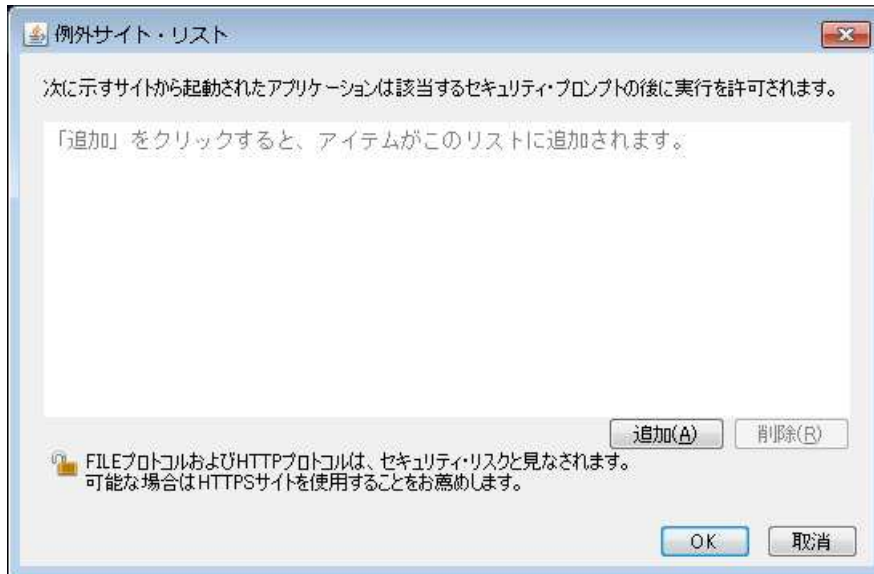 例外サイト・リスト
次に示すサイトから起動されたアプリケーションは該当するセキュリティ・プロンプトの後に実行を許可されます。
「追加」をクリックすると、アイテムがこのリストに追加されます。
追加(A) 削除(R)
FILEプロトコルおよびHTTPプロトコルは、セキュリティ・リスクと見なされます。
可能な場合はHTTPSサイトを使用することをお薦めします。
OK 取消